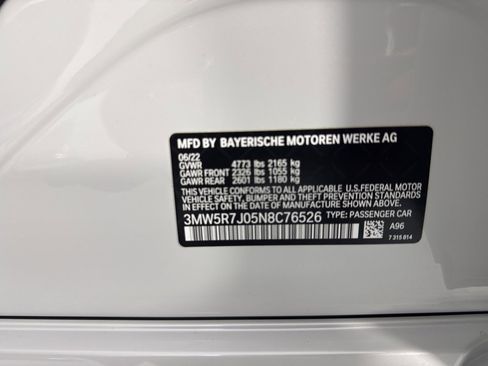 MFD BY BAYERISCHE MOTOREN WERKE AG
06/22
GVWR 4773 lbs 2165 kg
GAWR FRONT 2326 lbs 1055 kg
GAWR REAR 2601 lbs 1180 kg
THIS VEHICLE CONFORMS TO ALL APPLICABLE U.S.FEDERAL MOTOR
VEHICLE SAFETY, BUMPER AND THEFT PREVENTION STANDARDS
IN EFFECT ON THE DATE OF MANUFACTURE SHOWN ABOVE.
3MW5R7J05N8C76526 TYPE: PASSENGER CAR
A96
7 315 814